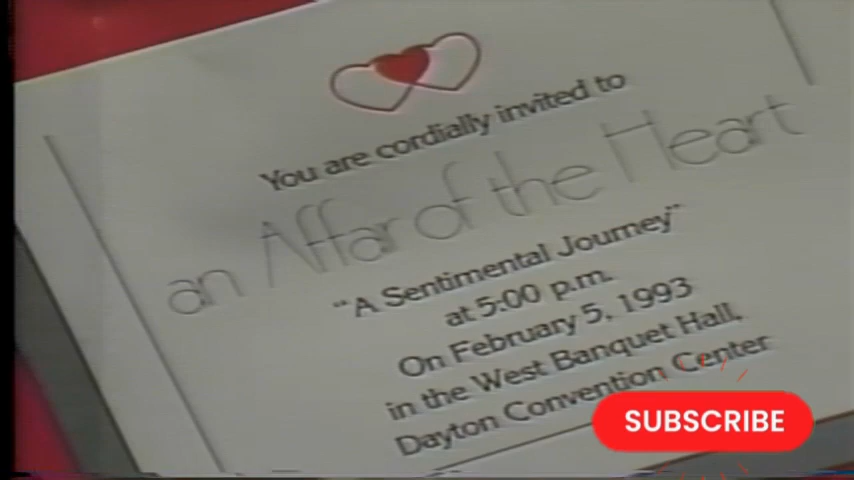 You are cordially invited to
an Affair of the Heart
"A Sentimental Journey"
at 5:00 p.m.
On February 5, 1993
in the West Banquet Hall,
Dayton Convention Center
SUBSCRIBE